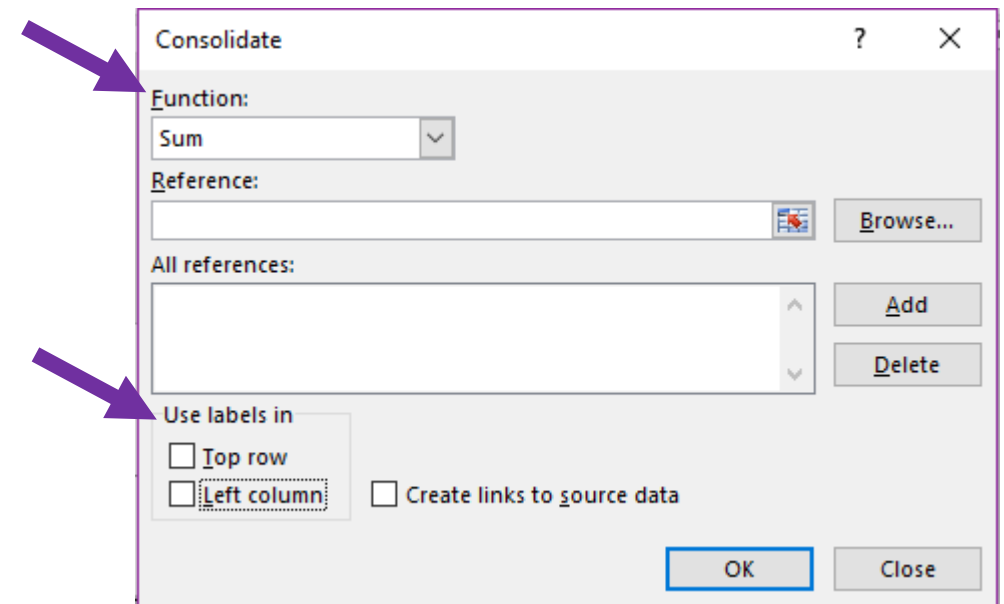 Consolidate ?
Function:
Sum
Reference:
Browse...
All references:
Add
Delete
Use labels in
Top row
Left column
Create links to source data
OK
Close